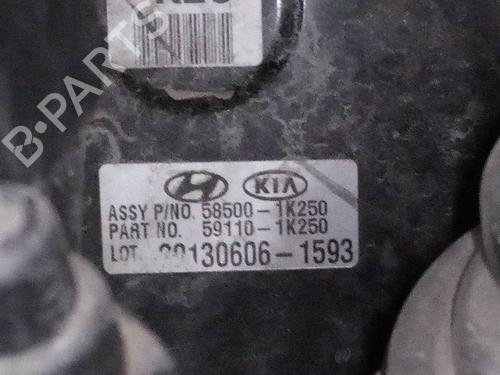 B-PARTS
KIA
ASSY P/NO. 58500-1K250
PART NO. 59110-1K250
LOT. 20130606-1593